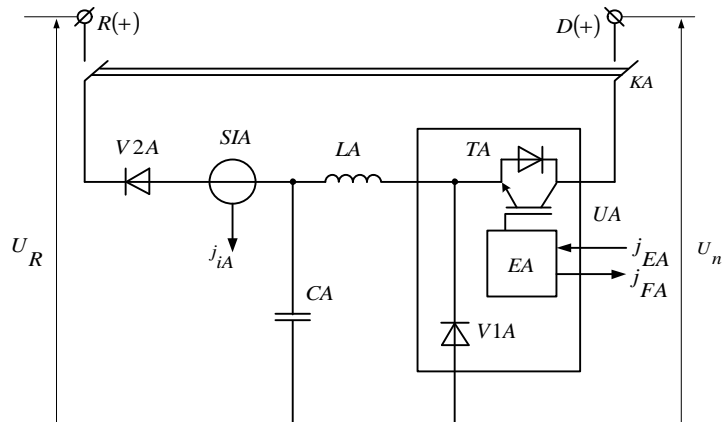 R(+)
D(+)
KA
V2A
SIA
LA
TA
UA
U_R
j_iA
EA
j_EA
U_n
j_FA
CA
V1A